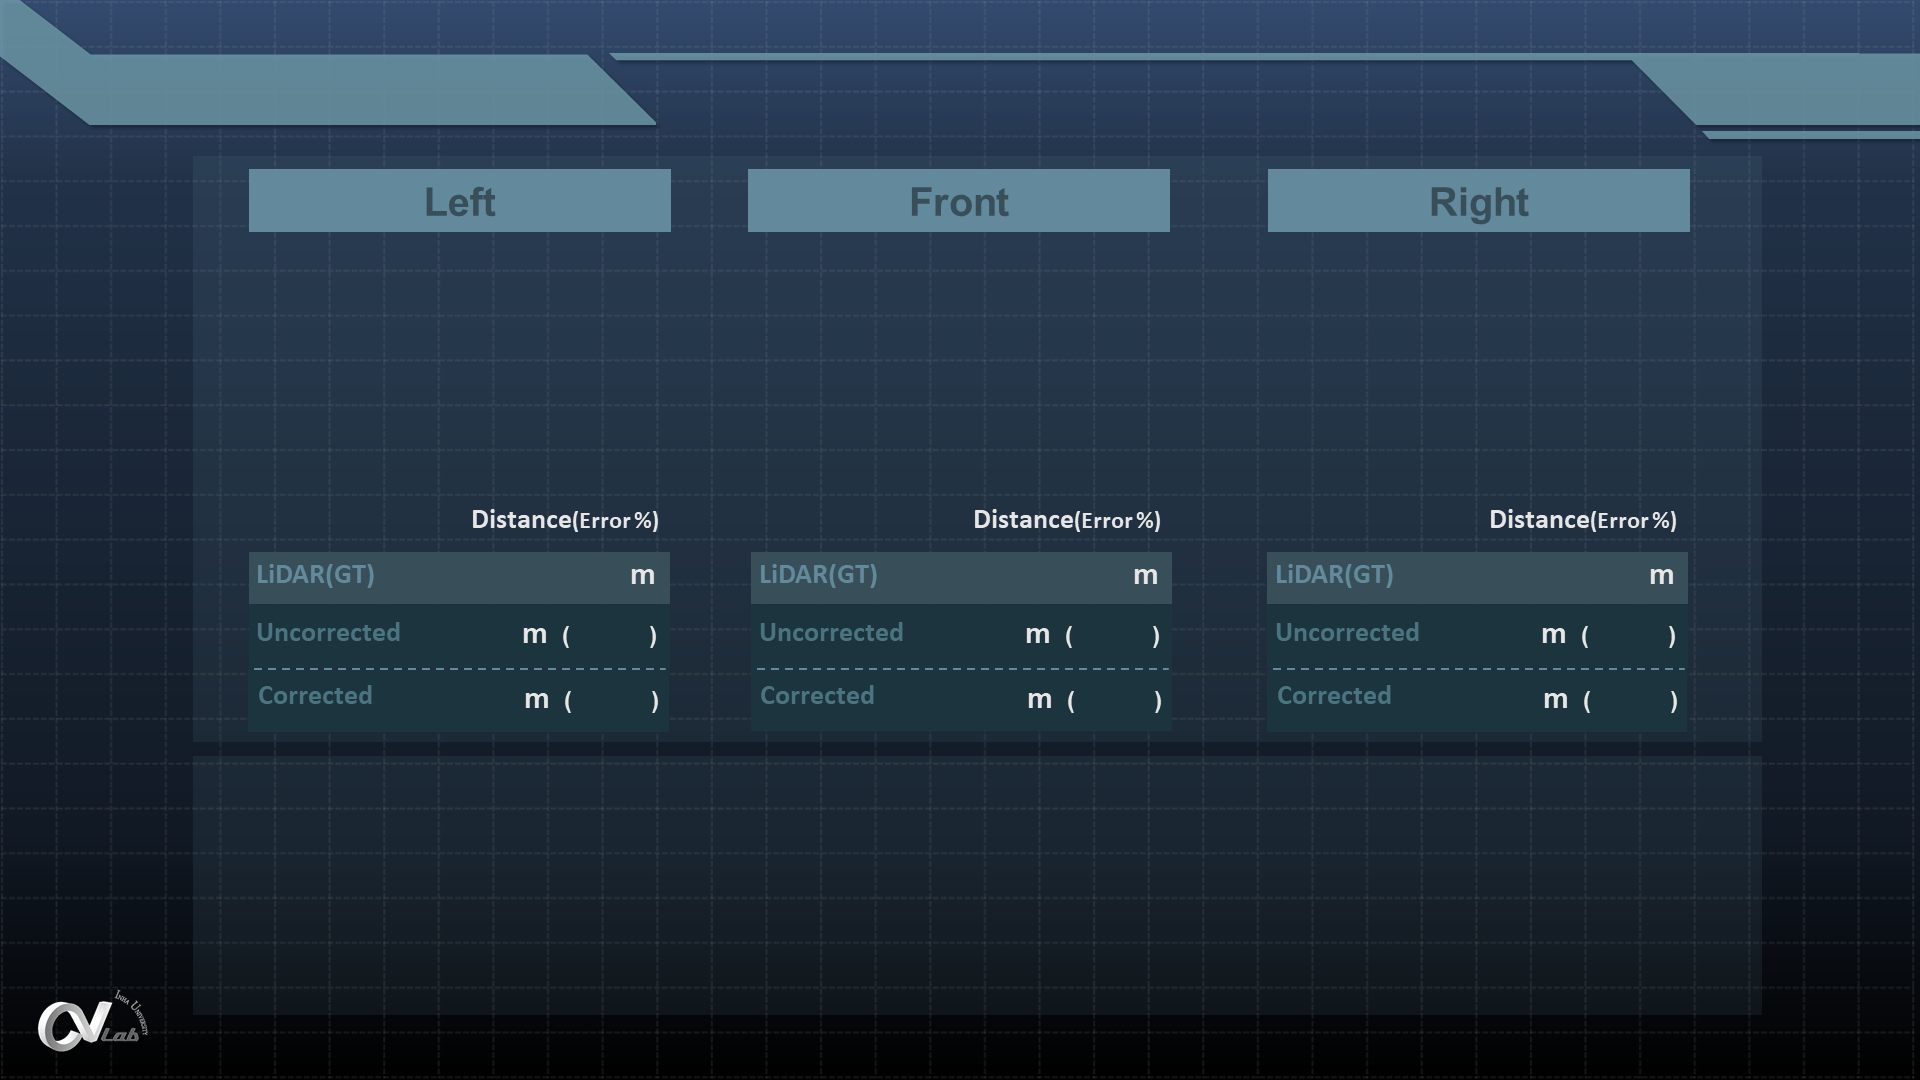 Left
Front
Right
Distance(Error %)
Distance(Error %)
Distance(Error %)
LiDAR(GT) m
LiDAR(GT) m
LiDAR(GT) m
Uncorrected m ( )
Uncorrected m ( )
Uncorrected m ( )
Corrected m ( )
Corrected m ( )
Corrected m ( )
INHA UNIVERSITY
CV Lab